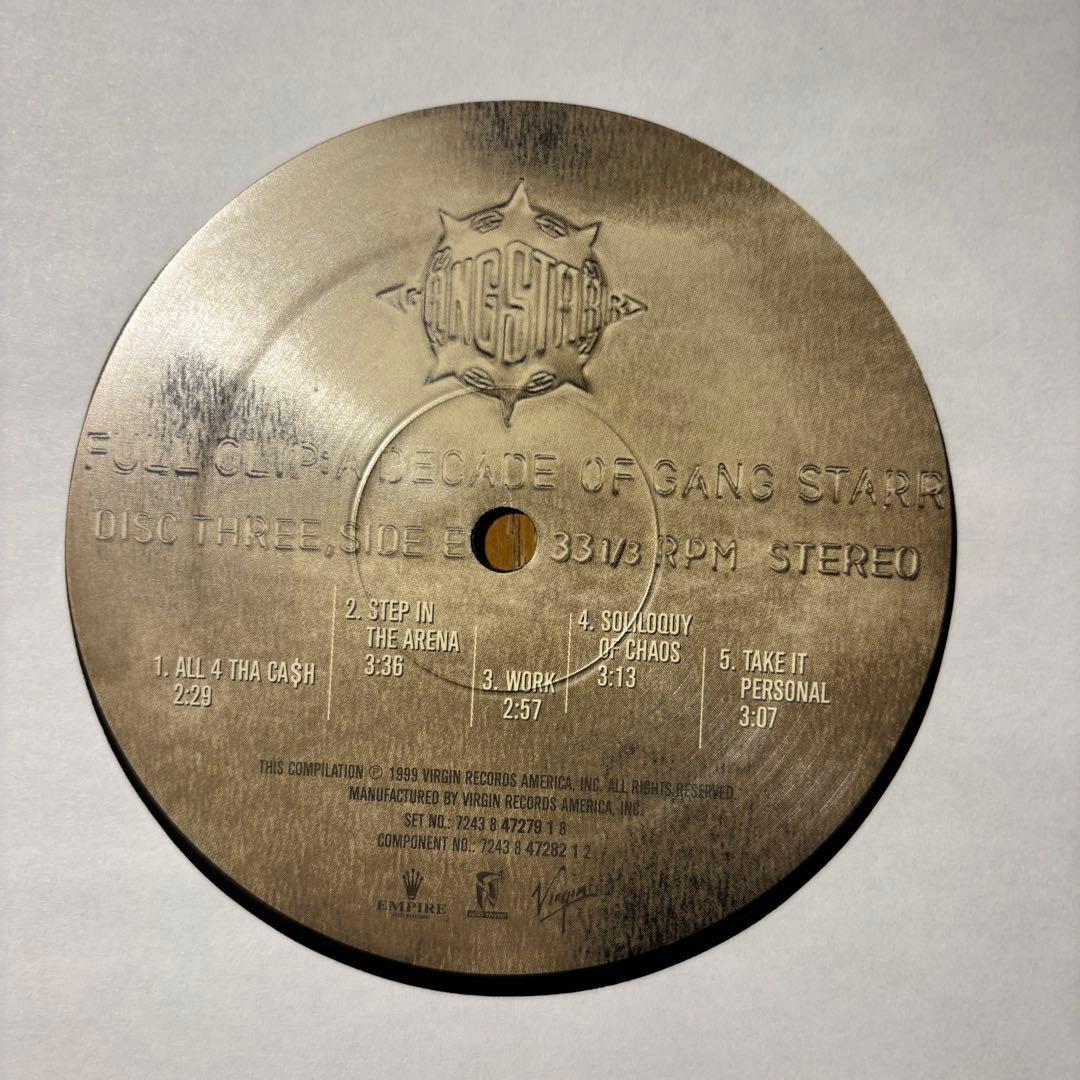 GANGSTARR
FULL CLIP: A DECADE OF GANG STARR
DISC THREE, SIDE E 33 1/3 RPM STEREO
1. ALL 4 THA CA$H
2:29
2. STEP IN
THE ARENA
3:36
3. WORK
2:57
4. SOLILOQUY
OF CHAOS
3:13
5. TAKE IT
PERSONAL
3:07
THIS COMPILATION ℗ 1999 VIRGIN RECORDS AMERICA, INC. ALL RIGHTS RESERVED.
MANUFACTURED BY VIRGIN RECORDS AMERICA, INC.
SET NO.: 7243 8 47279 1 8
COMPONENT NO.: 7243 8 47282 1 2
EMPIRE
Virgin